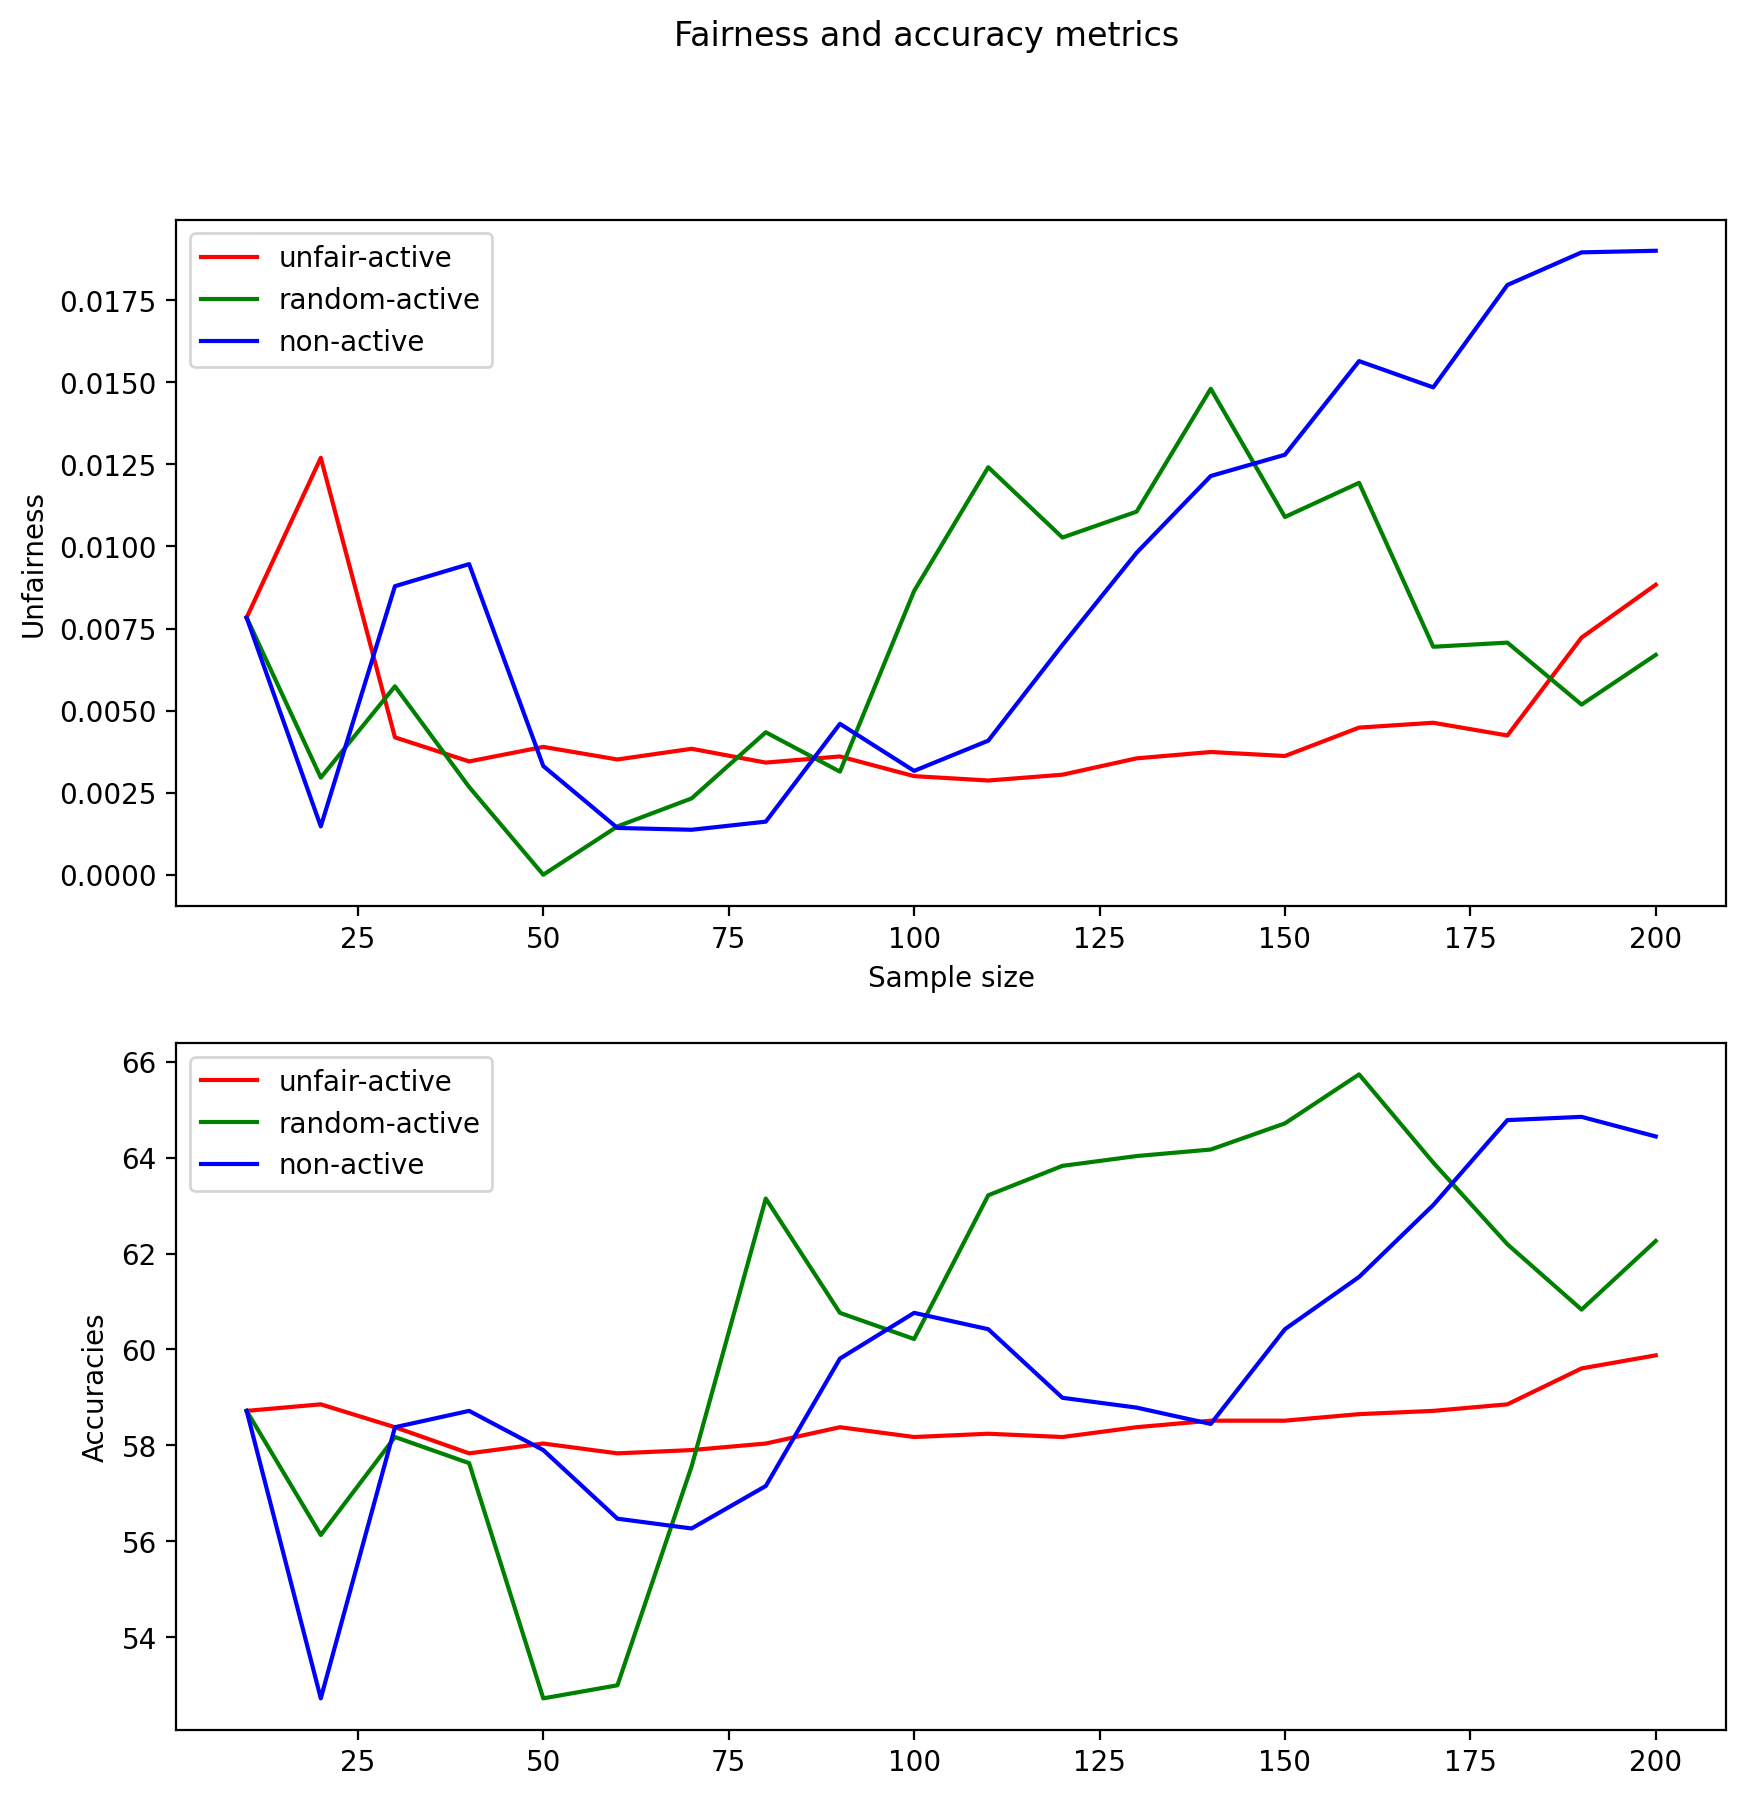 Fairness and accuracy metrics
unfair-active
random-active
non-active
0.0175
0.0150
0.0125
0.0100
0.0075
0.0050
0.0025
0.0000
Unfairness
25 50 75 100 125 150 175 200
Sample size
unfair-active
random-active
non-active
66
64
62
60
58
56
54
Accuracies
25 50 75 100 125 150 175 200